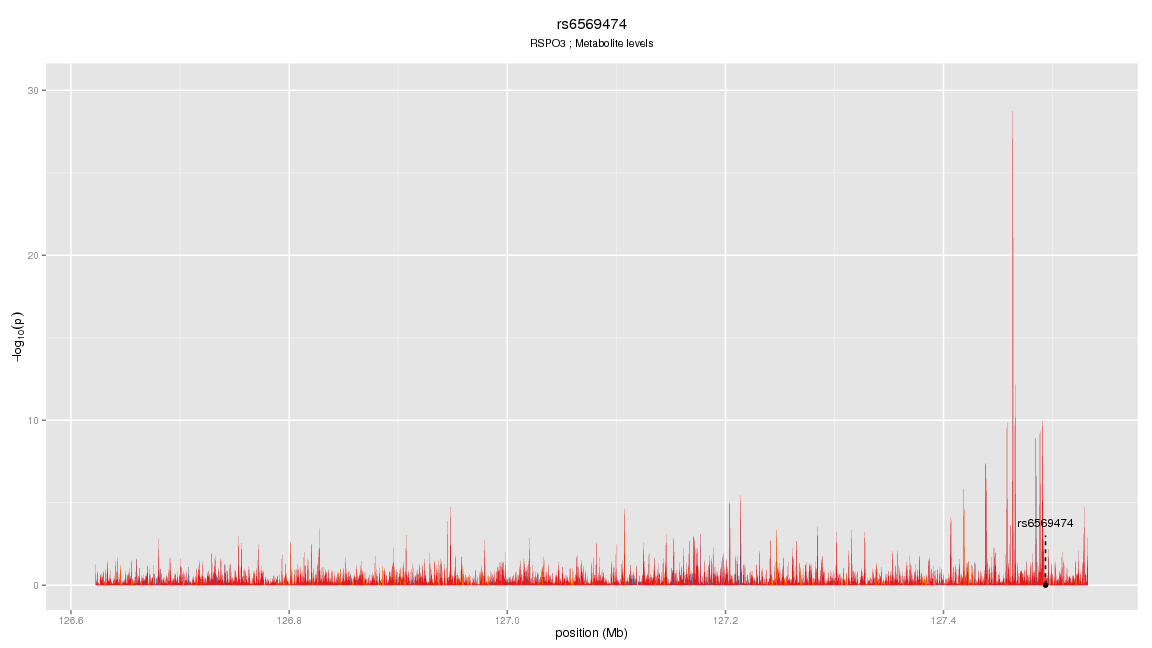 rs6569474
RSPO3 ; Metabolite levels
30
20
10
0
−log10(p)
rs6569474
126.6
126.8
127.0
127.2
127.4
position (Mb)